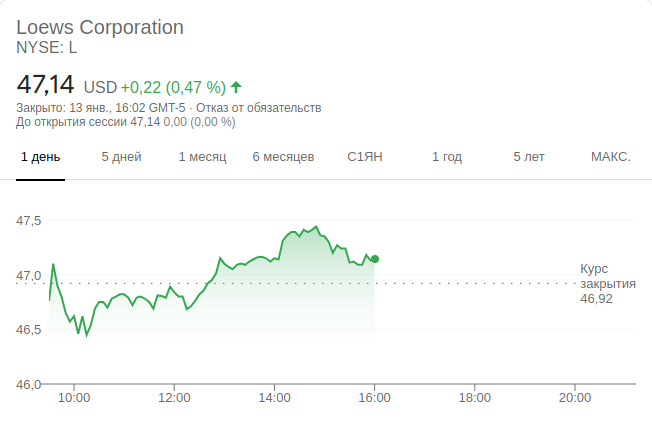 Loews Corporation
NYSE: L
47,14 USD +0,22 (0,47 %)
Закрыто: 13 янв., 16:02 GMT-5 · Отказ от обязательств
До открытия сессии 47,14 0,00 (0,00 %)
1 день 5 дней 1 месяц 6 месяцев С1ЯН 1 год 5 лет МАКС.
47,5
47,0
46,5
46,0
Курс
закрытия
46,92
10:00 12:00 14:00 16:00 18:00 20:00